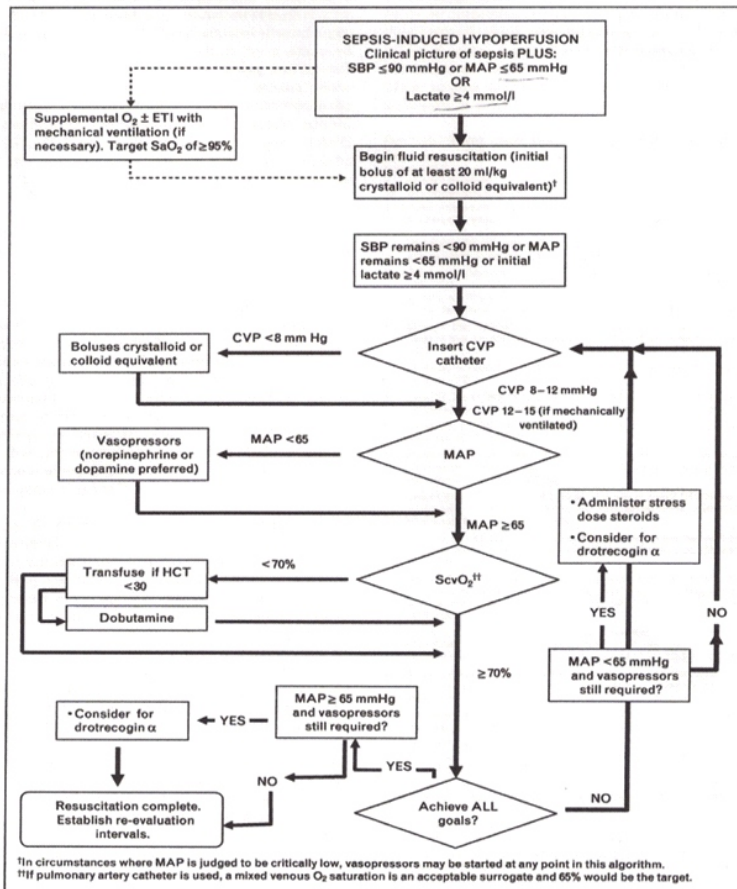 SEPSIS-INDUCED HYPOPERFUSION
Clinical picture of sepsis PLUS:
SBP ≤90 mmHg or MAP ≤65 mmHg
OR
Lactate ≥4 mmol/l
Supplemental O₂ ± ETI with
mechanical ventilation (if
necessary). Target SaO₂ of ≥95%
Begin fluid resuscitation (initial
bolus of at least 20 ml/kg
crystalloid or colloid equivalent)†
SBP remains <90 mmHg or MAP
remains <65 mmHg or initial
lactate ≥4 mmol/l
Insert CVP
catheter
CVP <8 mm Hg
Boluses crystalloid or
colloid equivalent
CVP 8–12 mmHg
CVP 12–15 (if mechanically
ventilated)
MAP
MAP <65
Vasopressors
(norepinephrine or
dopamine preferred)
MAP ≥65
• Administer stress
dose steroids
• Consider for
drotrecogin α
ScvO₂††
<70%
Transfuse if HCT
<30
Dobutamine
YES
NO
≥70%
MAP <65 mmHg
and vasopressors
still required?
MAP ≥ 65 mmHg
and vasopressors
still required?
YES
• Consider for
drotrecogin α
YES
NO
Achieve ALL
goals?
NO
Resuscitation complete.
Establish re-evaluation
intervals.
†In circumstances where MAP is judged to be critically low, vasopressors may be started at any point in this algorithm.
††If pulmonary artery catheter is used, a mixed venous O₂ saturation is an acceptable surrogate and 65% would be the target.